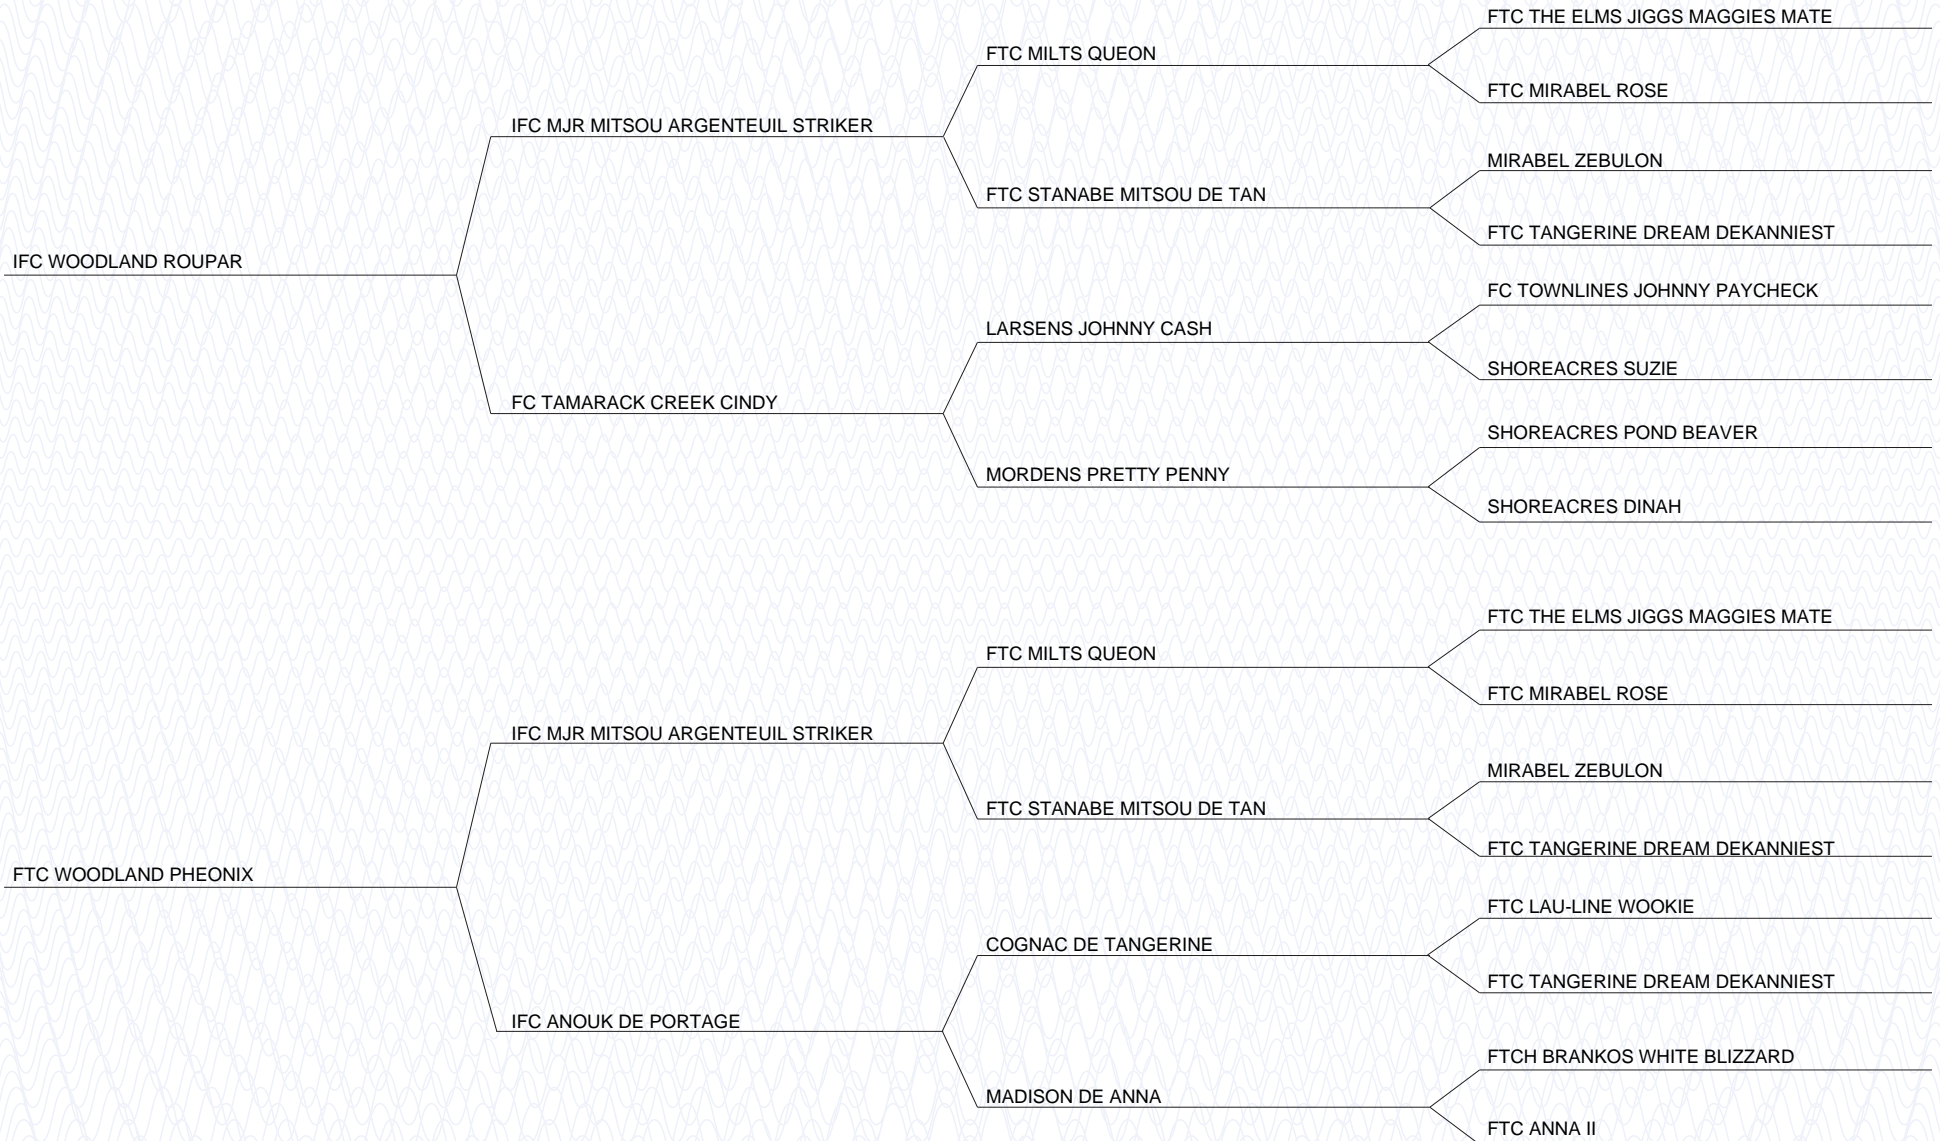 FTC THE ELMS JIGGS MAGGIES MATE
FTC MILTS QUEON
FTC MIRABEL ROSE
IFC MJR MITSOU ARGENTEUIL STRIKER
MIRABEL ZEBULON
FTC STANABE MITSOU DE TAN
FTC TANGERINE DREAM DEKANNIEST
IFC WOODLAND ROUPAR
FC TOWNLINES JOHNNY PAYCHECK
LARSENS JOHNNY CASH
SHOREACRES SUZIE
FC TAMARACK CREEK CINDY
SHOREACRES POND BEAVER
MORDENS PRETTY PENNY
SHOREACRES DINAH
FTC THE ELMS JIGGS MAGGIES MATE
FTC MILTS QUEON
FTC MIRABEL ROSE
IFC MJR MITSOU ARGENTEUIL STRIKER
MIRABEL ZEBULON
FTC STANABE MITSOU DE TAN
FTC TANGERINE DREAM DEKANNIEST
FTC WOODLAND PHEONIX
FTC LAU-LINE WOOKIE
COGNAC DE TANGERINE
FTC TANGERINE DREAM DEKANNIEST
IFC ANOUK DE PORTAGE
FTCH BRANKOS WHITE BLIZZARD
MADISON DE ANNA
FTC ANNA II